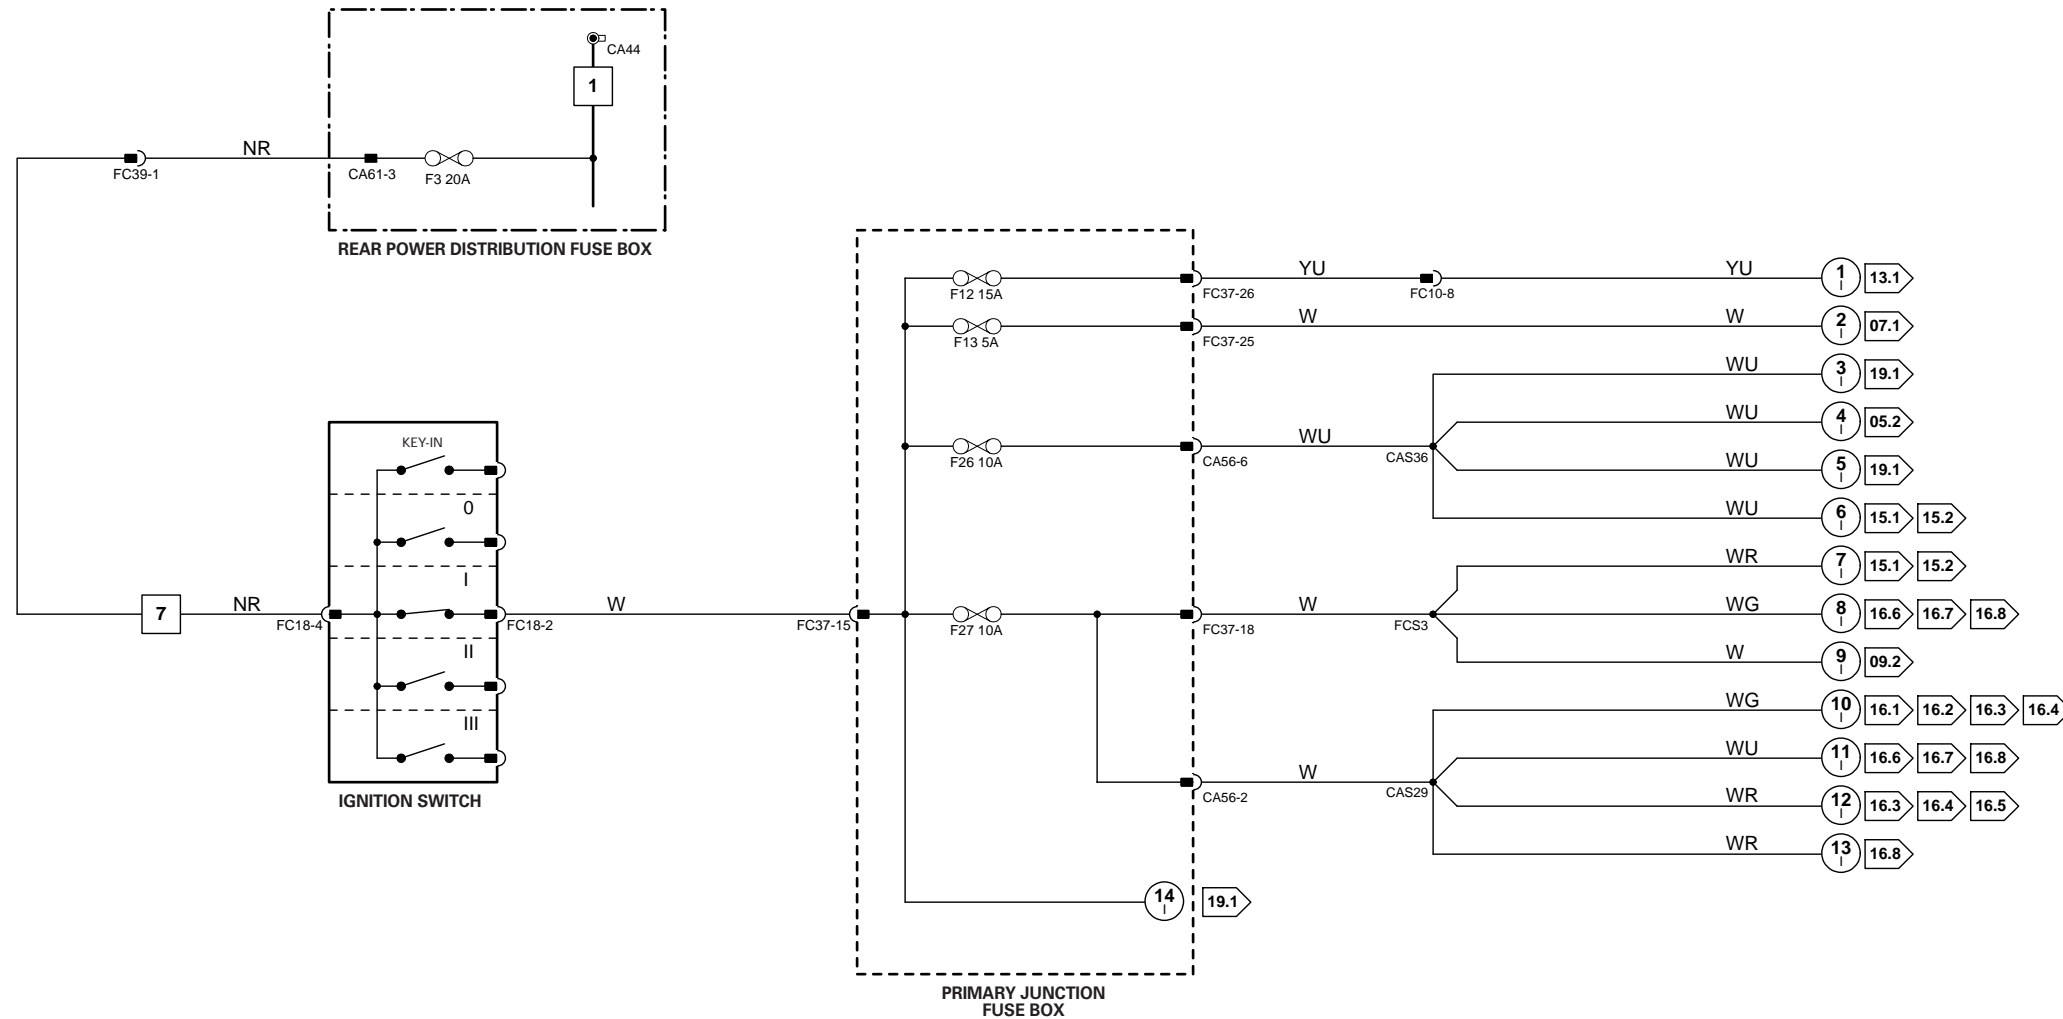 CA44
1
NR
FC39-1
CA61-3
F3 20A
REAR POWER DISTRIBUTION FUSE BOX
F12 15A
FC37-26
YU
FC10-8
YU
1
I
13.1
F13 5A
FC37-25
W
W
2
I
07.1
WU
3
I
19.1
WU
4
I
05.2
F26 10A
CA56-6
WU
CAS36
WU
5
I
19.1
WU
6
I
15.1
15.2
KEY-IN
0
I
II
III
7
NR
FC18-4
FC18-2
W
FC37-15
IGNITION SWITCH
F27 10A
FC37-18
W
FCS3
WR
7
I
15.1
15.2
WG
8
I
16.6
16.7
16.8
W
9
I
09.2
WG
10
I
16.1
16.2
16.3
16.4
CA56-2
W
CAS29
WU
11
I
16.6
16.7
16.8
WR
12
I
16.3
16.4
16.5
WR
13
I
16.8
14
I
19.1
PRIMARY JUNCTION
FUSE BOX